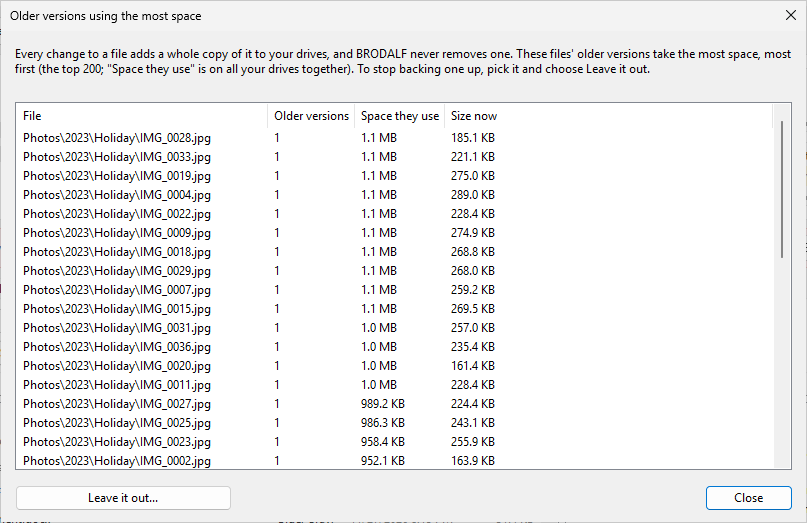 Older versions using the most space
Every change to a file adds a whole copy of it to your drives, and BRODALF never removes one. These files' older versions take the most space, most
first (the top 200; "Space they use" is on all your drives together). To stop backing one up, pick it and choose Leave it out.
File Older versions Space they use Size now
Photos\2023\Holiday\IMG_0028.jpg 1 1.1 MB 185.1 KB
Photos\2023\Holiday\IMG_0033.jpg 1 1.1 MB 221.1 KB
Photos\2023\Holiday\IMG_0019.jpg 1 1.1 MB 275.0 KB
Photos\2023\Holiday\IMG_0004.jpg 1 1.1 MB 289.0 KB
Photos\2023\Holiday\IMG_0022.jpg 1 1.1 MB 228.4 KB
Photos\2023\Holiday\IMG_0009.jpg 1 1.1 MB 274.9 KB
Photos\2023\Holiday\IMG_0018.jpg 1 1.1 MB 268.8 KB
Photos\2023\Holiday\IMG_0029.jpg 1 1.1 MB 268.0 KB
Photos\2023\Holiday\IMG_0007.jpg 1 1.1 MB 259.2 KB
Photos\2023\Holiday\IMG_0015.jpg 1 1.1 MB 269.5 KB
Photos\2023\Holiday\IMG_0031.jpg 1 1.0 MB 257.0 KB
Photos\2023\Holiday\IMG_0036.jpg 1 1.0 MB 235.4 KB
Photos\2023\Holiday\IMG_0020.jpg 1 1.0 MB 161.4 KB
Photos\2023\Holiday\IMG_0011.jpg 1 1.0 MB 228.4 KB
Photos\2023\Holiday\IMG_0027.jpg 1 989.2 KB 224.4 KB
Photos\2023\Holiday\IMG_0025.jpg 1 986.3 KB 243.1 KB
Photos\2023\Holiday\IMG_0023.jpg 1 958.4 KB 255.9 KB
Photos\2023\Holiday\IMG_0002.jpg 1 952.1 KB 163.9 KB
Leave it out... Close